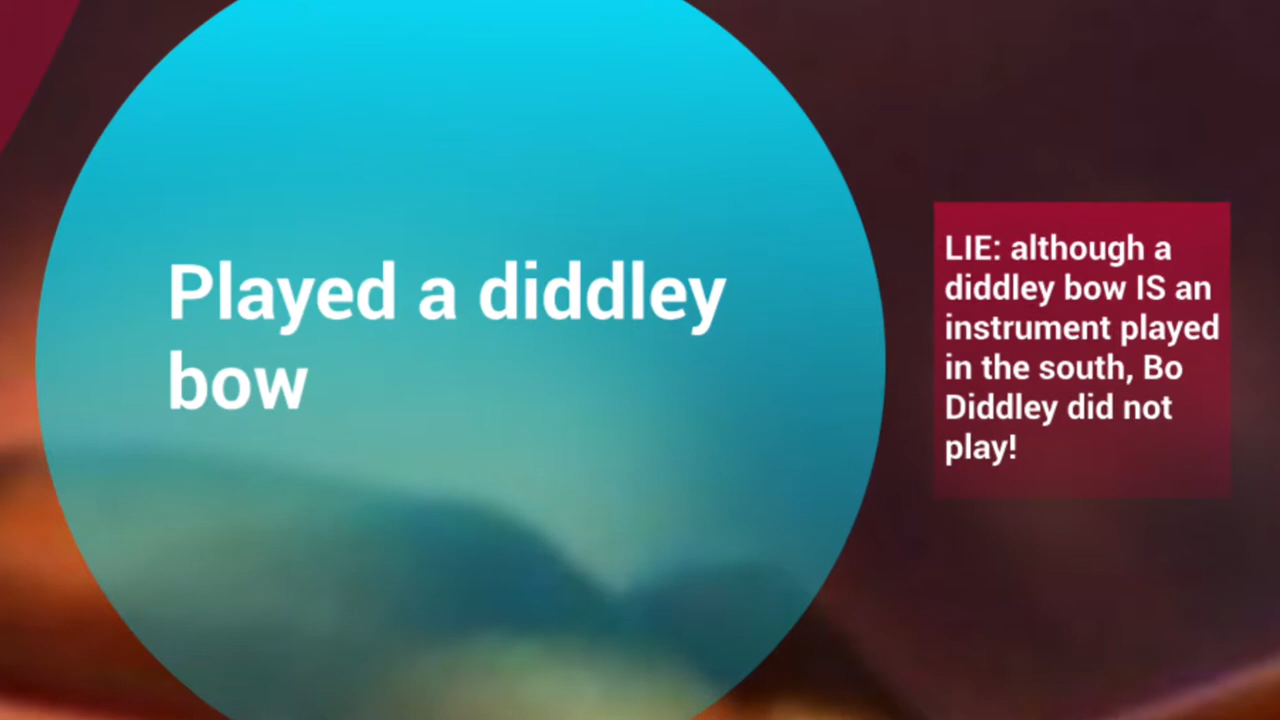 Played a diddley
bow
LIE: although a
diddley bow IS an
instrument played
in the south, Bo
Diddley did not
play!